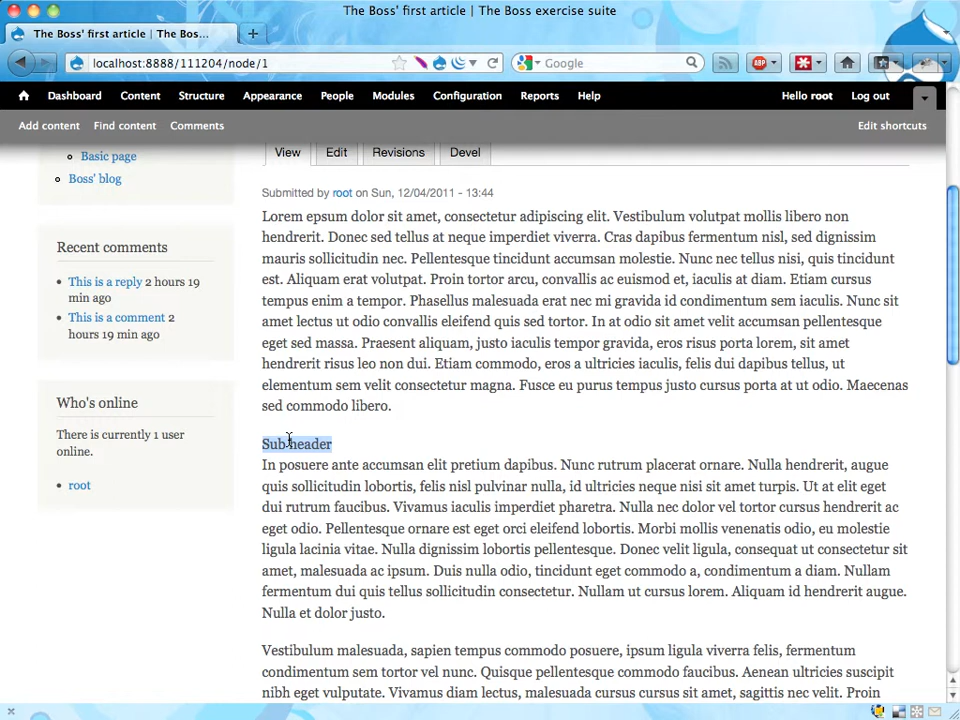 The Boss' first article | The Boss exercise suite
The Boss' first article | The Bos...
localhost:8888/111204/node/1
Google
ABP
Dashboard Content Structure Appearance People Modules Configuration Reports Help Hello root Log out
Add content Find content Comments Edit shortcuts
Basic page
Boss' blog
Recent comments
This is a reply 2 hours 19
min ago
This is a comment 2
hours 19 min ago
Who's online
There is currently 1 user
online.
root
View Edit Revisions Devel
Submitted by root on Sun, 12/04/2011 - 13:44
Lorem epsum dolor sit amet, consectetur adipiscing elit. Vestibulum volutpat mollis libero non
hendrerit. Donec sed tellus at neque imperdiet viverra. Cras dapibus fermentum nisl, sed dignissim
mauris sollicitudin nec. Pellentesque tincidunt accumsan molestie. Nunc nec tellus nisi, quis tincidunt
est. Aliquam erat volutpat. Proin tortor arcu, convallis ac euismod et, iaculis at diam. Etiam cursus
tempus enim a tempor. Phasellus malesuada erat nec mi gravida id condimentum sem iaculis. Nunc sit
amet lectus ut odio convallis eleifend quis sed tortor. In at odio sit amet velit accumsan pellentesque
eget sed massa. Praesent aliquam, justo iaculis tempor gravida, eros risus porta lorem, sit amet
hendrerit risus leo non dui. Etiam commodo, eros a ultricies iaculis, felis dui dapibus tellus, ut
elementum sem velit consectetur magna. Fusce eu purus tempus justo cursus porta at ut odio. Maecenas
sed commodo libero.
Sub header
In posuere ante accumsan elit pretium dapibus. Nunc rutrum placerat ornare. Nulla hendrerit, augue
quis sollicitudin lobortis, felis nisl pulvinar nulla, id ultricies neque nisi sit amet turpis. Ut at elit eget
dui rutrum faucibus. Vivamus iaculis imperdiet pharetra. Nulla nec dolor vel tortor cursus hendrerit ac
eget odio. Pellentesque ornare est eget orci eleifend lobortis. Morbi mollis venenatis odio, eu molestie
ligula lacinia vitae. Nulla dignissim lobortis pellentesque. Donec velit ligula, consequat ut consectetur sit
amet, malesuada ac ipsum. Duis nulla odio, tincidunt eget commodo a, condimentum a diam. Nullam
fermentum dui quis tellus sollicitudin consectetur. Nullam ut cursus lorem. Aliquam id hendrerit augue.
Nulla et dolor justo.
Vestibulum malesuada, sapien tempus commodo posuere, ipsum ligula viverra felis, fermentum
condimentum sem tortor vel nunc. Quisque pellentesque commodo faucibus. Aenean ultricies suscipit
nibh eget vulputate. Vivamus diam lectus, malesuada cursus cursus sit amet, sagittis nec velit. Proin